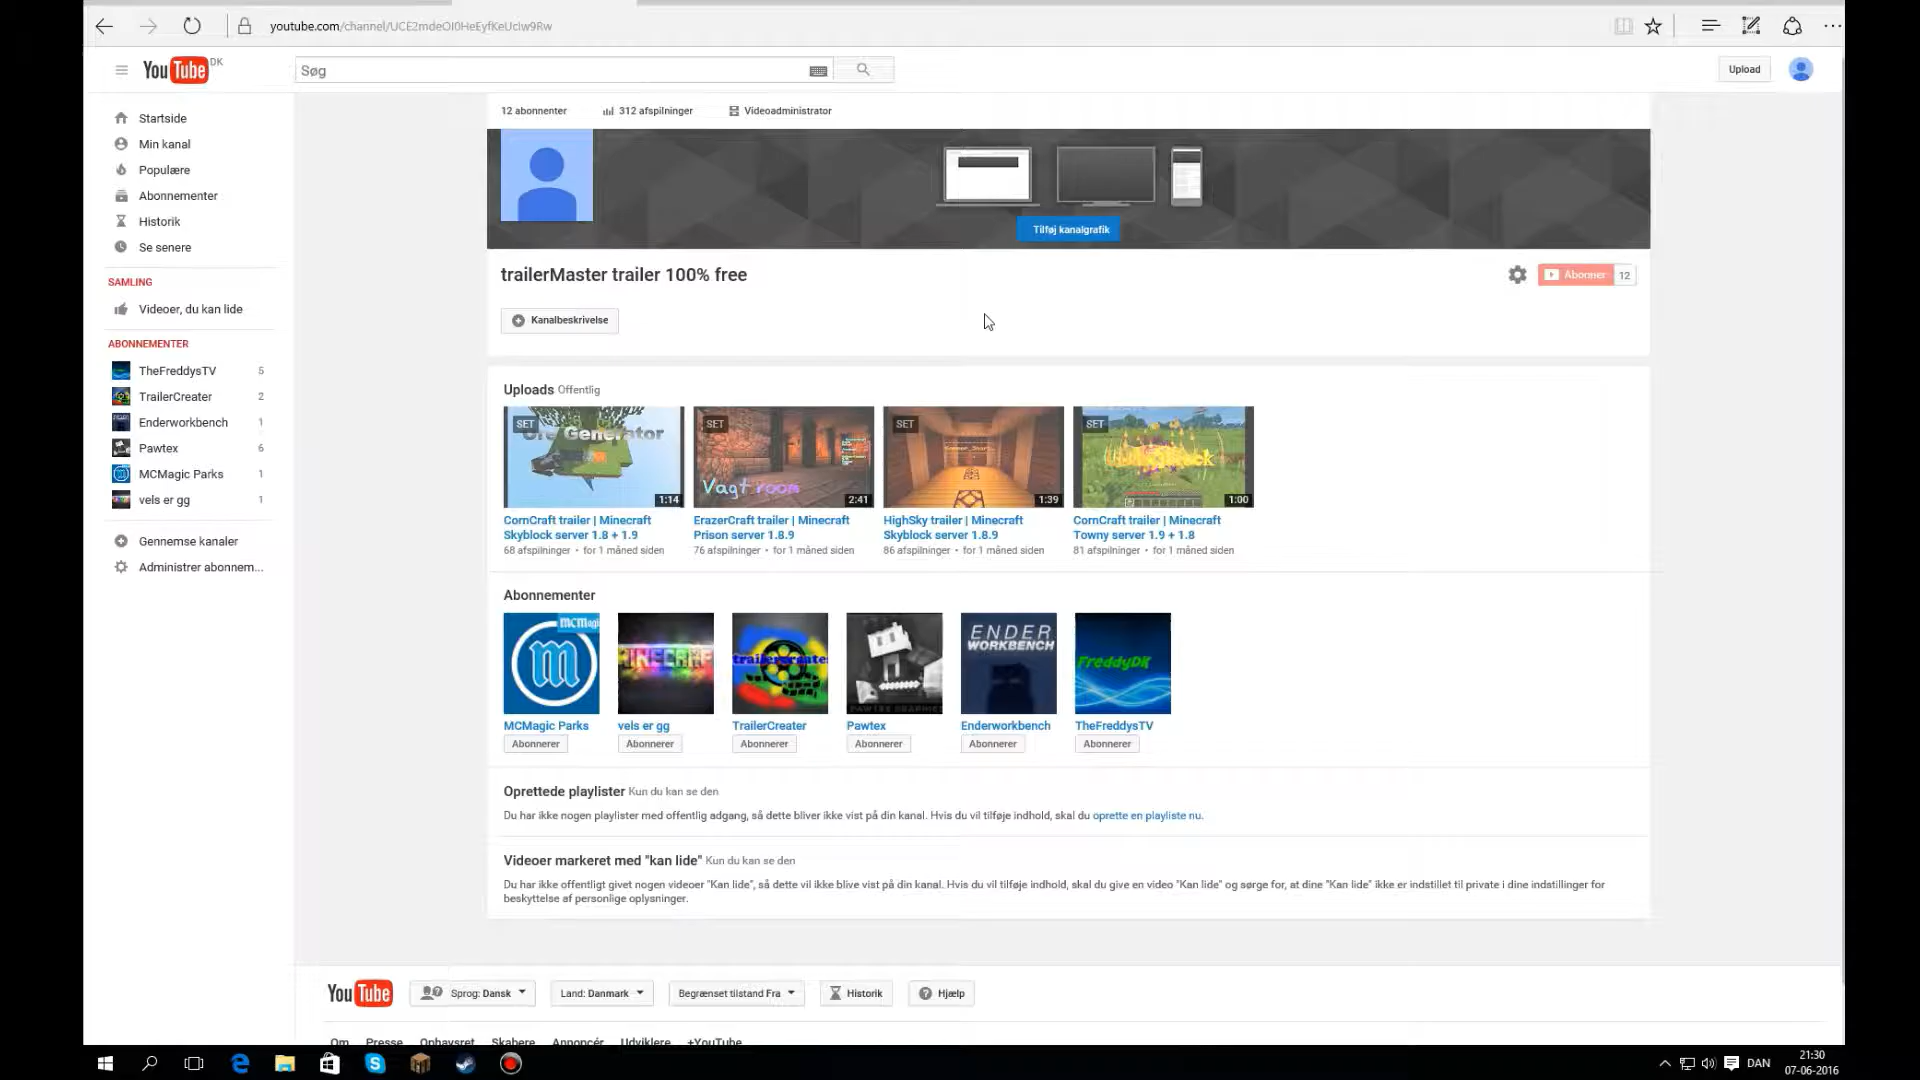 youtube.com/channel/UCE2mdeOI0HeEyfKeUcIw9Rw
YouTube DK
Søg
Upload
Startside
Min kanal
Populære
Abonnementer
Historik
Se senere
SAMLING
Videoer, du kan lide
ABONNEMENTER
TheFreddysTV 5
TrailerCreater 2
Enderworkbench 1
Pawtex 6
MCMagic Parks 1
vels er gg 1
Gennemse kanaler
Administrer abonnem...
12 abonnenter 312 afspilninger Videoadministrator
Tilføj kanalgrafik
trailerMaster trailer 100% free
Abonner 12
Kanalbeskrivelse
Uploads Offentlig
SET
Ore Generator
1:14
SET
Vagt room
2:41
SET
1:39
SET
1:00
CornCraft trailer | Minecraft
Skyblock server 1.8 + 1.9
68 afspilninger • for 1 måned siden
ErazerCraft trailer | Minecraft
Prison server 1.8.9
76 afspilninger • for 1 måned siden
HighSky trailer | Minecraft
Skyblock server 1.8.9
86 afspilninger • for 1 måned siden
CornCraft trailer | Minecraft
Towny server 1.9 + 1.8
81 afspilninger • for 1 måned siden
Abonnementer
ENDER
WORKBENCH
FreddyDK
MCMagic Parks
vels er gg
TrailerCreater
Pawtex
Enderworkbench
TheFreddysTV
Abonnerer
Abonnerer
Abonnerer
Abonnerer
Abonnerer
Abonnerer
Oprettede playlister Kun du kan se den
Du har ikke nogen playlister med offentlig adgang, så dette bliver ikke vist på din kanal. Hvis du vil tilføje indhold, skal du oprette en playliste nu.
Videoer markeret med "kan lide" Kun du kan se den
Du har ikke offentligt givet nogen videoer "Kan lide", så dette vil ikke blive vist på din kanal. Hvis du vil tilføje indhold, skal du give en video "Kan lide" og sørge for, at dine "Kan lide" ikke er indstillet til private i dine indstillinger for
beskyttelse af personlige oplysninger.
YouTube
Sprog: Dansk
Land: Danmark
Begrænset tilstand Fra
Historik
Hjælp
Om Presse Ophavsret Skabere Annoncér Udviklere +YouTube
DAN
21:30
07-06-2016